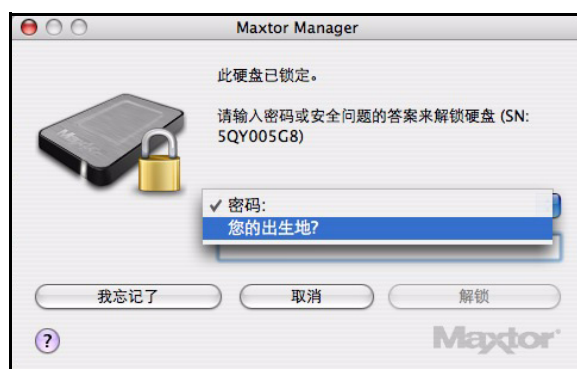 Maxtor Manager
此硬盘已锁定。
请输入密码或安全问题的答案来解锁硬盘 (SN:
5QY005G8)
Maxtor
✓ 密码:
您的出生地?
我忘记了
取消
解锁
?
Maxtor